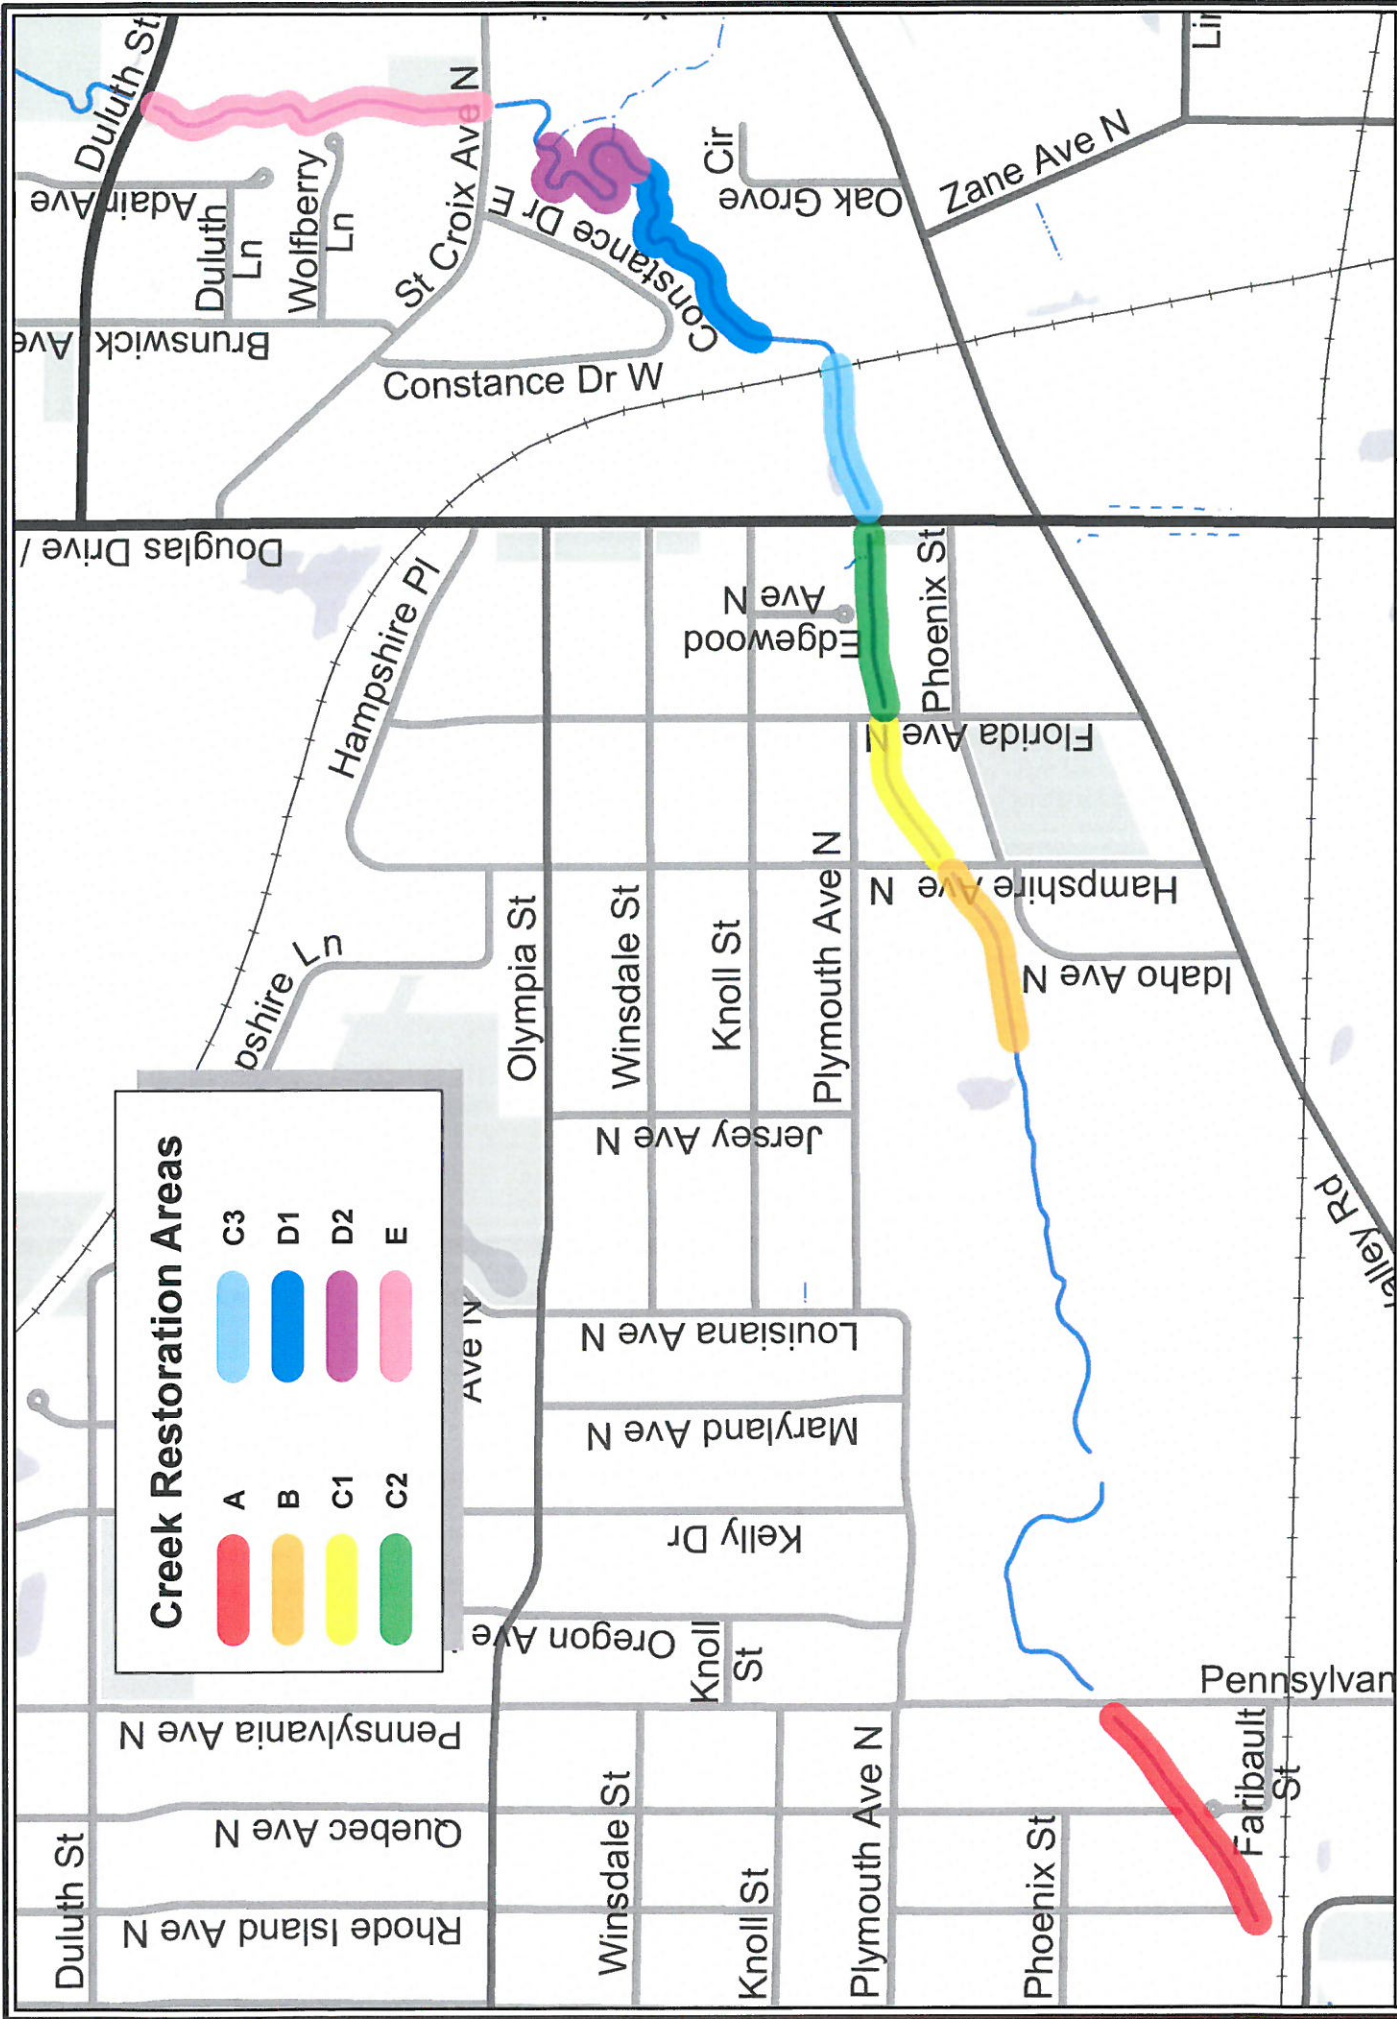 Creek Restoration Areas
A
B
C1
C2
C3
D1
D2
E
Duluth St
Adair Ave
Duluth
Ln
Wolfberry
Ln
Brunswick Ave
St Croix Ave N
Constance Dr E
Constance Dr W
Oak Grove
Cir
Zane Ave N
Douglas Drive /
Hampshire Pl
Edgewood
Ave N
Phoenix St
Florida Ave N
Hampshire Ave N
Idaho Ave N
pshire Ln
Olympia St
Winsdale St
Knoll St
Plymouth Ave N
Jersey Ave N
Louisiana Ave N
Maryland Ave N
Kelly Dr
Oregon Ave
Ave N
Knoll
St
alley Rd
Pennsylvania Ave N
Pennsylvan
Quebec Ave N
Rhode Island Ave N
Duluth St
Winsdale St
Knoll St
Plymouth Ave N
Phoenix St
Faribault
St